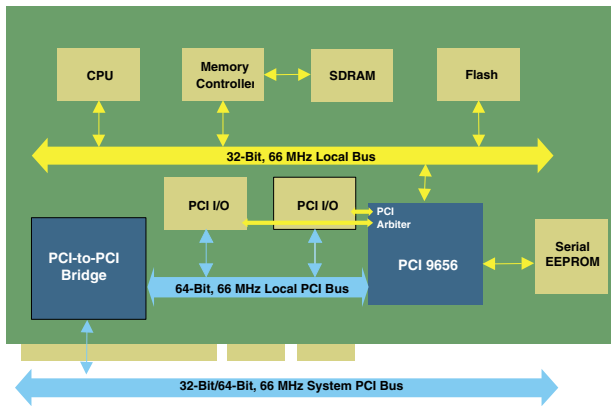 CPU
Memory
Controller
SDRAM
Flash
32-Bit, 66 MHz Local Bus
PCI I/O
PCI I/O
PCI
Arbiter
PCI-to-PCI
Bridge
PCI 9656
Serial
EEPROM
64-Bit, 66 MHz Local PCI Bus
32-Bit/64-Bit, 66 MHz System PCI Bus